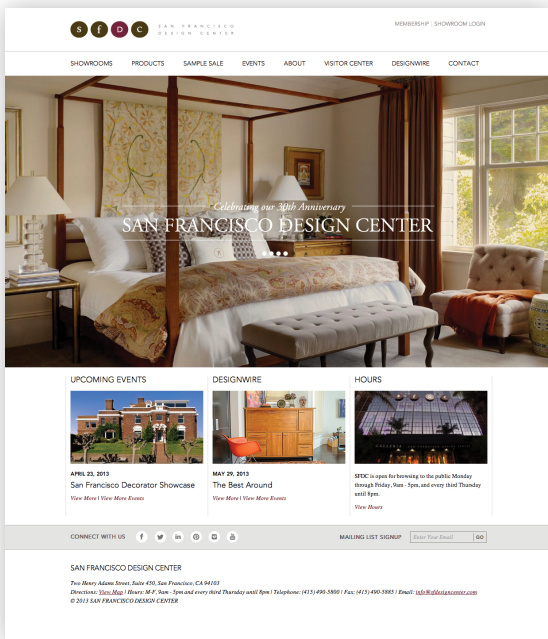 s f D c
SAN FRANCISCO
DESIGN CENTER
MEMBERSHIP | SHOWROOM LOGIN
SHOWROOMS PRODUCTS SAMPLE SALE EVENTS ABOUT VISITOR CENTER DESIGNWIRE CONTACT
Celebrating our 30th Anniversary
SAN FRANCISCO DESIGN CENTER
UPCOMING EVENTS
APRIL 23, 2013
San Francisco Decorator Showcase
View More | View More Events
DESIGNWIRE
MAY 29, 2013
The Best Around
View More | View More Events
HOURS
SFDC is open for browsing to the public Monday
through Friday, 9am - 5pm, and every third Thursday
until 8pm.
View Hours
CONNECT WITH US
MAILING LIST SIGNUP Enter Your Email GO
SAN FRANCISCO DESIGN CENTER
Two Henry Adams Street, Suite 450, San Francisco, CA 94103
Directions: View Map | Hours: M-F, 9am - 5pm and every third Thursday until 8pm | Telephone: (415) 490-5800 | Fax: (415) 490-5885 | Email: info@sfdesigncenter.com
© 2013 SAN FRANCISCO DESIGN CENTER